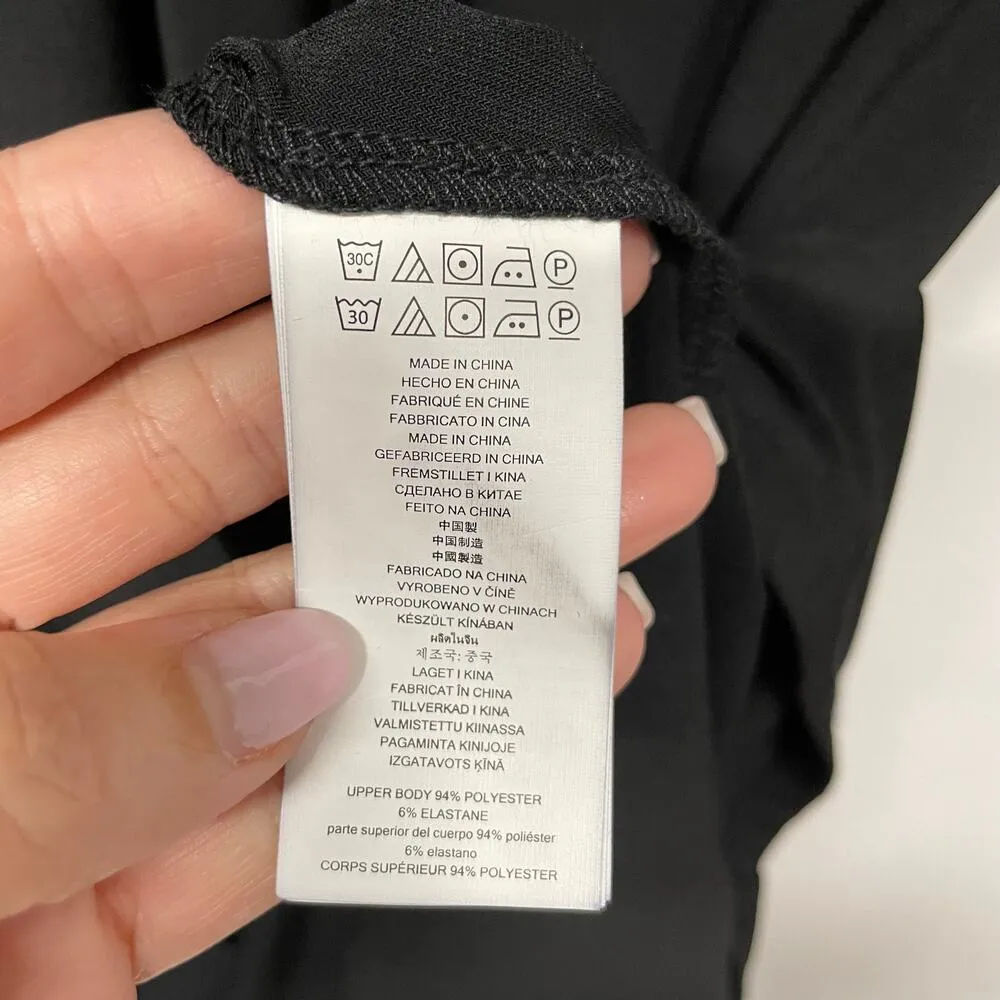 30C P
30 P
MADE IN CHINA
HECHO EN CHINA
FABRIQUÉ EN CHINE
FABBRICATO IN CINA
MADE IN CHINA
GEFABRICEERD IN CHINA
FREMSTILLET I KINA
СДЕЛАНО В КИТАЕ
FEITO NA CHINA
中国製
中国制造
中國製造
FABRICADO NA CHINA
VYROBENO V ČÍNĚ
WYPRODUKOWANO W CHINACH
KÉSZÜLT KÍNÁBAN
ผลิตในจีน
제조국: 중국
LAGET I KINA
FABRICAT ÎN CHINA
TILLVERKAD I KINA
VALMISTETTU KIINASSA
PAGAMINTA KINIJOJE
IZGATAVOTS ĶĪNĀ
UPPER BODY 94% POLYESTER
6% ELASTANE
parte superior del cuerpo 94% poliéster
6% elastano
CORPS SUPÉRIEUR 94% POLYESTER